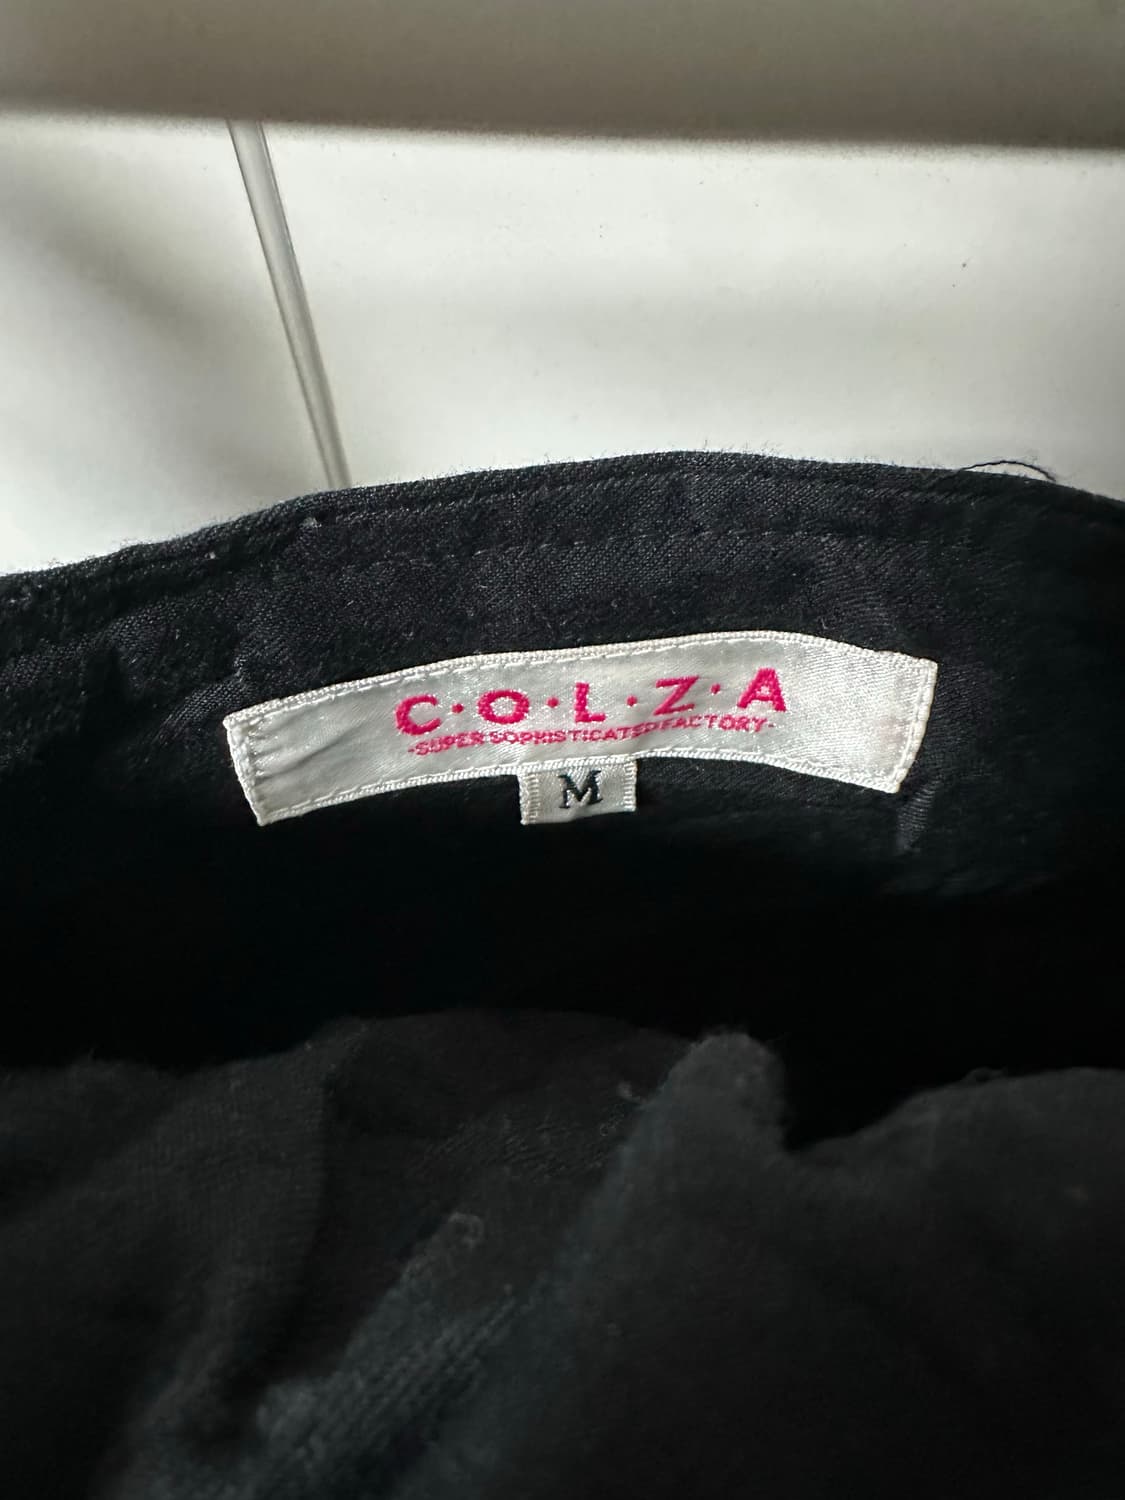 C·O·L·Z·A
-SUPER SOPHISTICATED FACTORY-
M